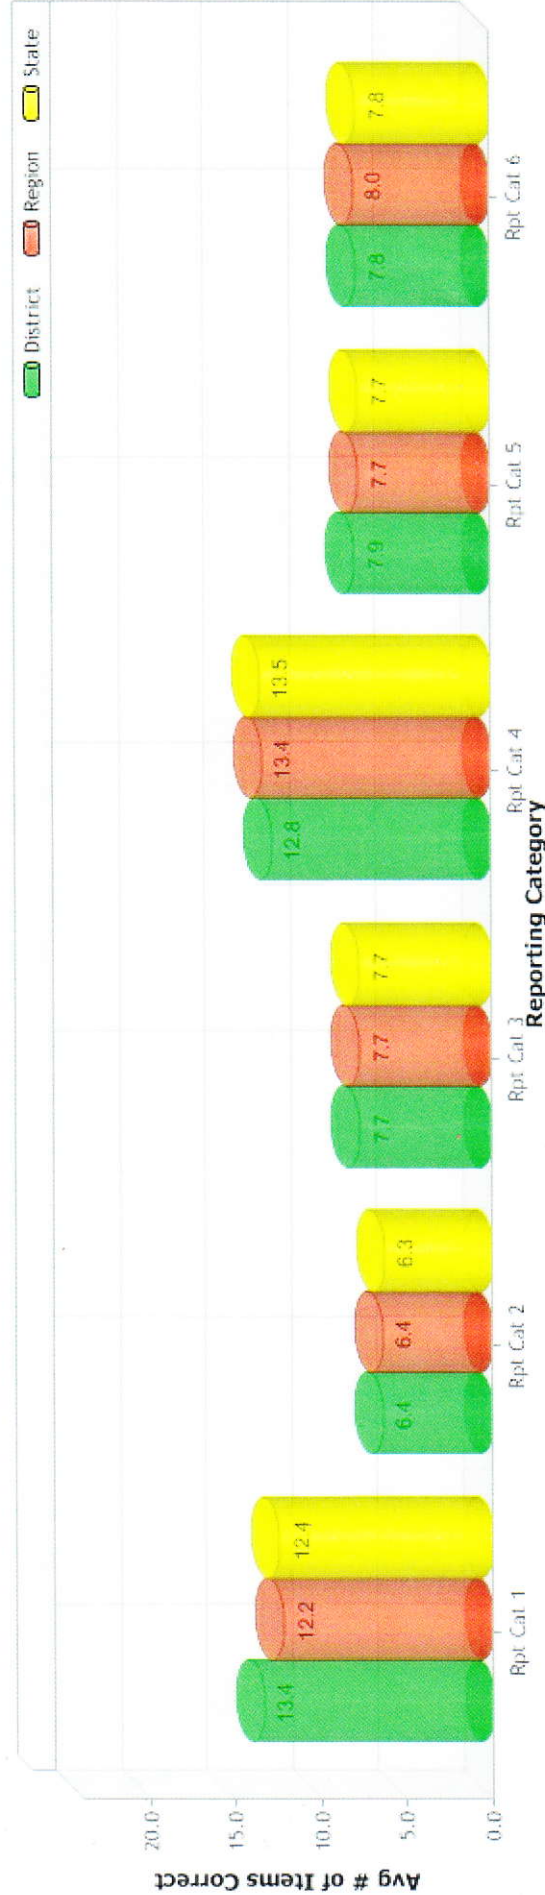 District Region State
Avg # of Items Correct
20.0
15.0
10.0
5.0
0.0
13.4 12.2 12.4
6.4 6.4 6.3
7.7 7.7 7.7
12.8 13.4 13.5
7.9 7.7 7.7
7.8 8.0 7.8
Rpt Cat 1 Rpt Cat 2 Rpt Cat 3 Rpt Cat 4 Rpt Cat 5 Rpt Cat 6
Reporting Category